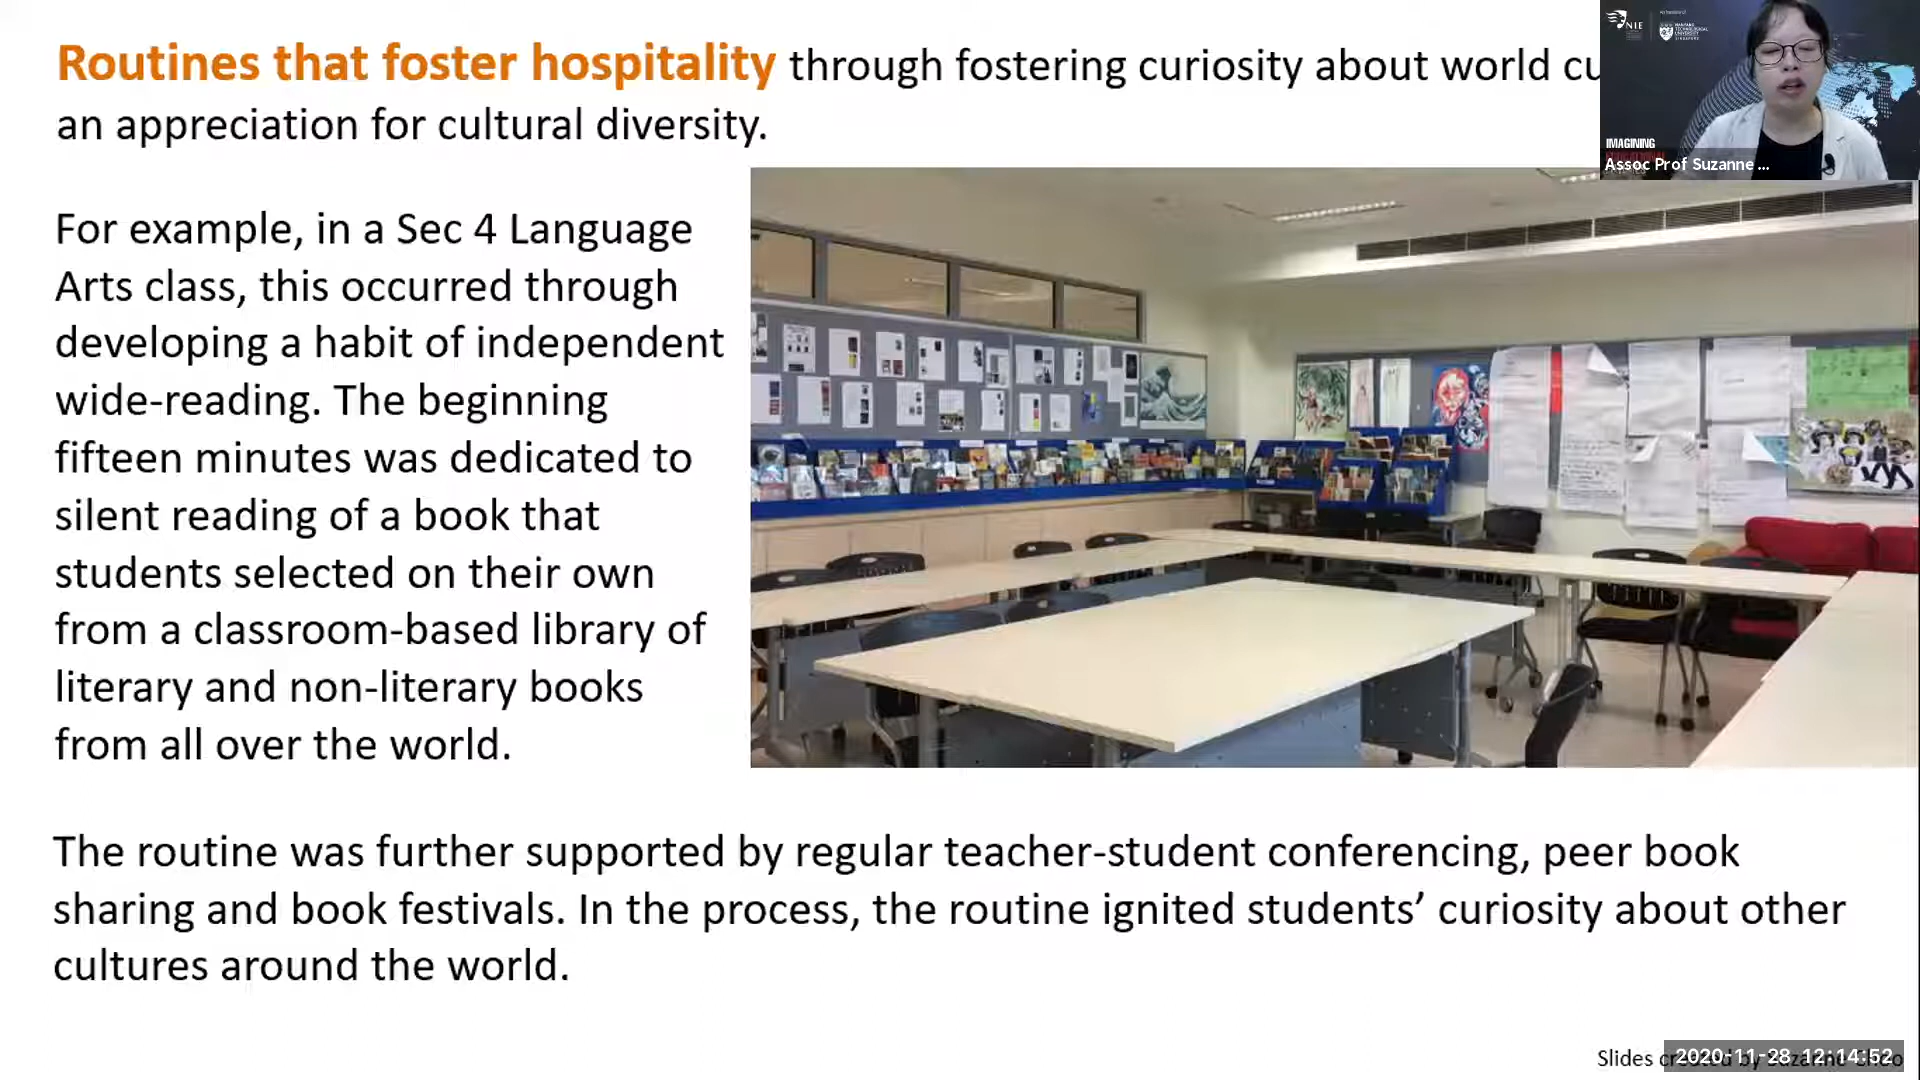 Routines that foster hospitality through fostering curiosity about world cu
an appreciation for cultural diversity.
NIE
IMAGINING
Assoc Prof Suzanne ...
For example, in a Sec 4 Language
Arts class, this occurred through
developing a habit of independent
wide-reading. The beginning
fifteen minutes was dedicated to
silent reading of a book that
students selected on their own
from a classroom-based library of
literary and non-literary books
from all over the world.
The routine was further supported by regular teacher-student conferencing, peer book
sharing and book festivals. In the process, the routine ignited students’ curiosity about other
cultures around the world.
Slides created by Suzanne Choo
2020-11-28 12:14:52